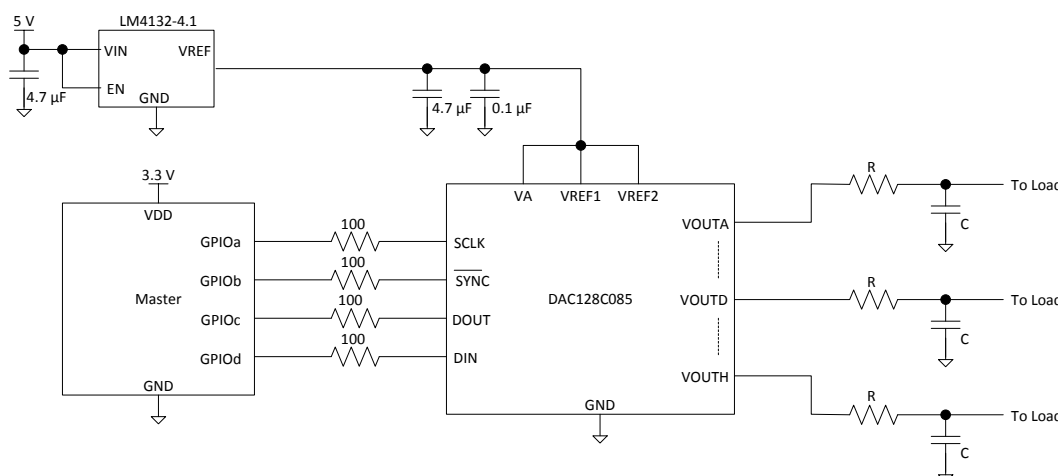 5 V
LM4132-4.1
VIN
VREF
EN
GND
4.7 µF
4.7 µF
0.1 µF
3.3 V
VDD
GPIOa
GPIOb
GPIOc
GPIOd
Master
GND
100
100
100
100
VA
VREF1
VREF2
SCLK
SYNC
DOUT
DIN
DAC128C085
VOUTA
VOUTD
VOUTH
GND
R
C
To Load
R
C
To Load
R
C
To Load